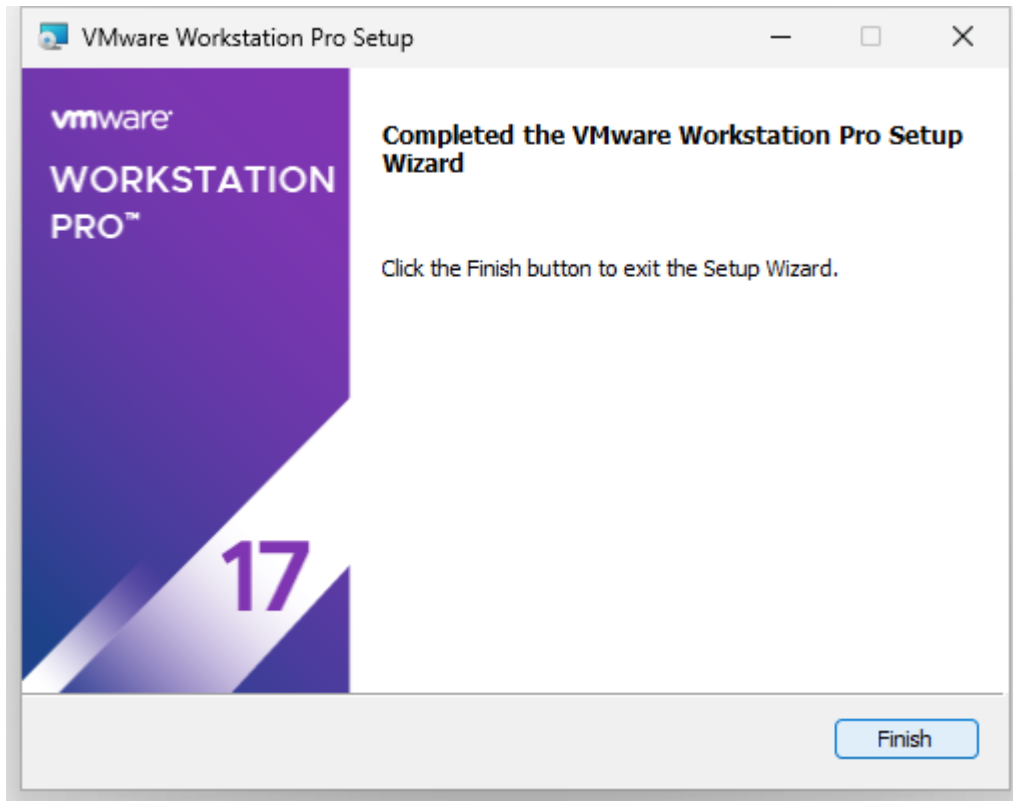 VMware Workstation Pro Setup
vmware®
WORKSTATION
PRO™
17
Completed the VMware Workstation Pro Setup
Wizard
Click the Finish button to exit the Setup Wizard.
Finish